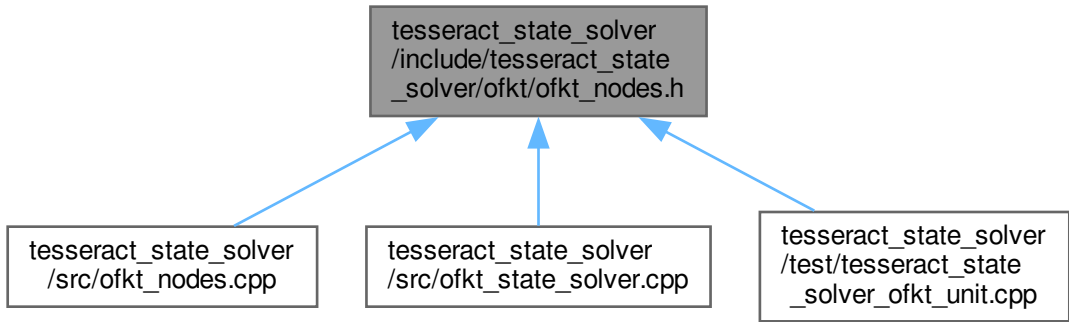 tesseract_state_solver
/include/tesseract_state
_solver/ofkt/ofkt_nodes.h
tesseract_state_solver
/src/ofkt_nodes.cpp
tesseract_state_solver
/src/ofkt_state_solver.cpp
tesseract_state_solver
/test/tesseract_state
_solver_ofkt_unit.cpp